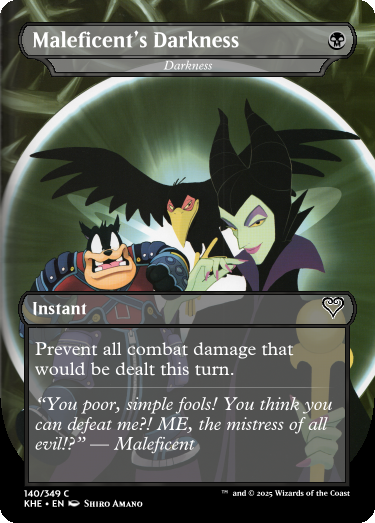 Maleficent's Darkness
Darkness
Instant
Prevent all combat damage that
would be dealt this turn.
“You poor, simple fools! You think you
can defeat me?! ME, the mistress of all
evil!?” — Maleficent
140/349 C
KHE • EN Shiro Amano
™ and © 2025 Wizards of the Coast